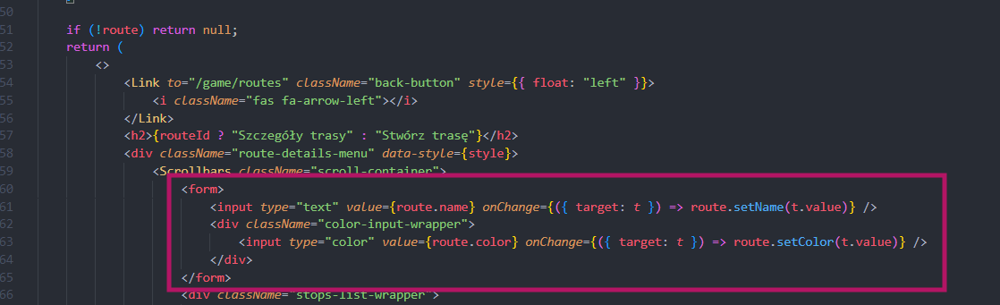 50
51 if (!route) return null;
52 return (
53 <>
54 <Link to="/game/routes" className="back-button" style={{ float: "left" }}>
55 <i className="fas fa-arrow-left"></i>
56 </Link>
57 <h2>{routeId ? "Szczegóły trasy" : "Stwórz trasę"}</h2>
58 <div className="route-details-menu" data-style={style}>
59 <Scrollbars className="scroll-container">
60 <form>
61 <input type="text" value={route.name} onChange={({ target: t }) => route.setName(t.value)} />
62 <div className="color-input-wrapper">
63 <input type="color" value={route.color} onChange={({ target: t }) => route.setColor(t.value)} />
64 </div>
65 </form>
66 <div className="stops-list-wrapper">